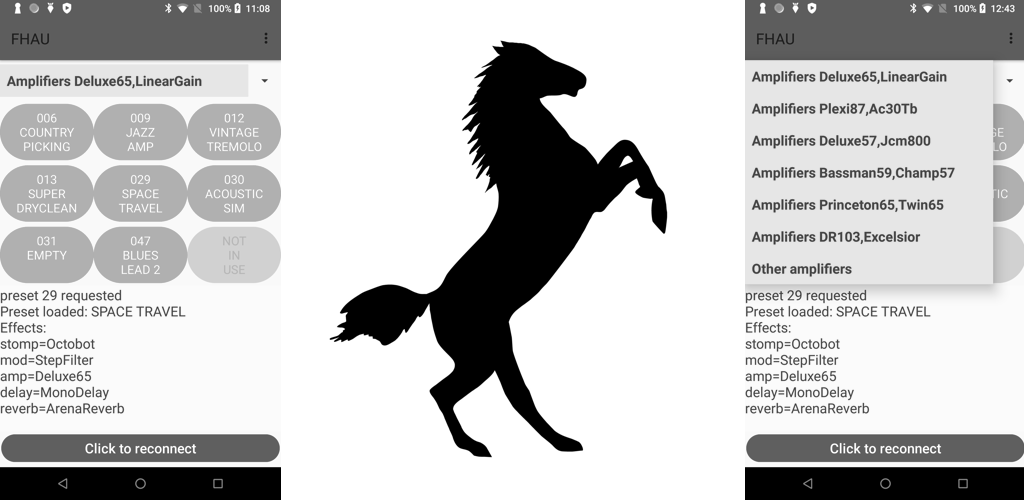 100% 11:08
FHAU
Amplifiers Deluxe65,LinearGain
006
COUNTRY
PICKING
009
JAZZ
AMP
012
VINTAGE
TREMOLO
013
SUPER
DRYCLEAN
029
SPACE
TRAVEL
030
ACOUSTIC
SIM
031
EMPTY
047
BLUES
LEAD 2
NOT
IN
USE
preset 29 requested
Preset loaded: SPACE TRAVEL
Effects:
stomp=Octobot
mod=StepFilter
amp=Deluxe65
delay=MonoDelay
reverb=ArenaReverb
Click to reconnect
100% 12:43
FHAU
Amplifiers Deluxe65,LinearGain
Amplifiers Plexi87,Ac30Tb
Amplifiers Deluxe57,Jcm800
Amplifiers Bassman59,Champ57
Amplifiers Princeton65,Twin65
Amplifiers DR103,Excelsior
Other amplifiers
GE
LO
TIC
preset 29 requested
Preset loaded: SPACE TRAVEL
Effects:
stomp=Octobot
mod=StepFilter
amp=Deluxe65
delay=MonoDelay
reverb=ArenaReverb
Click to reconnect